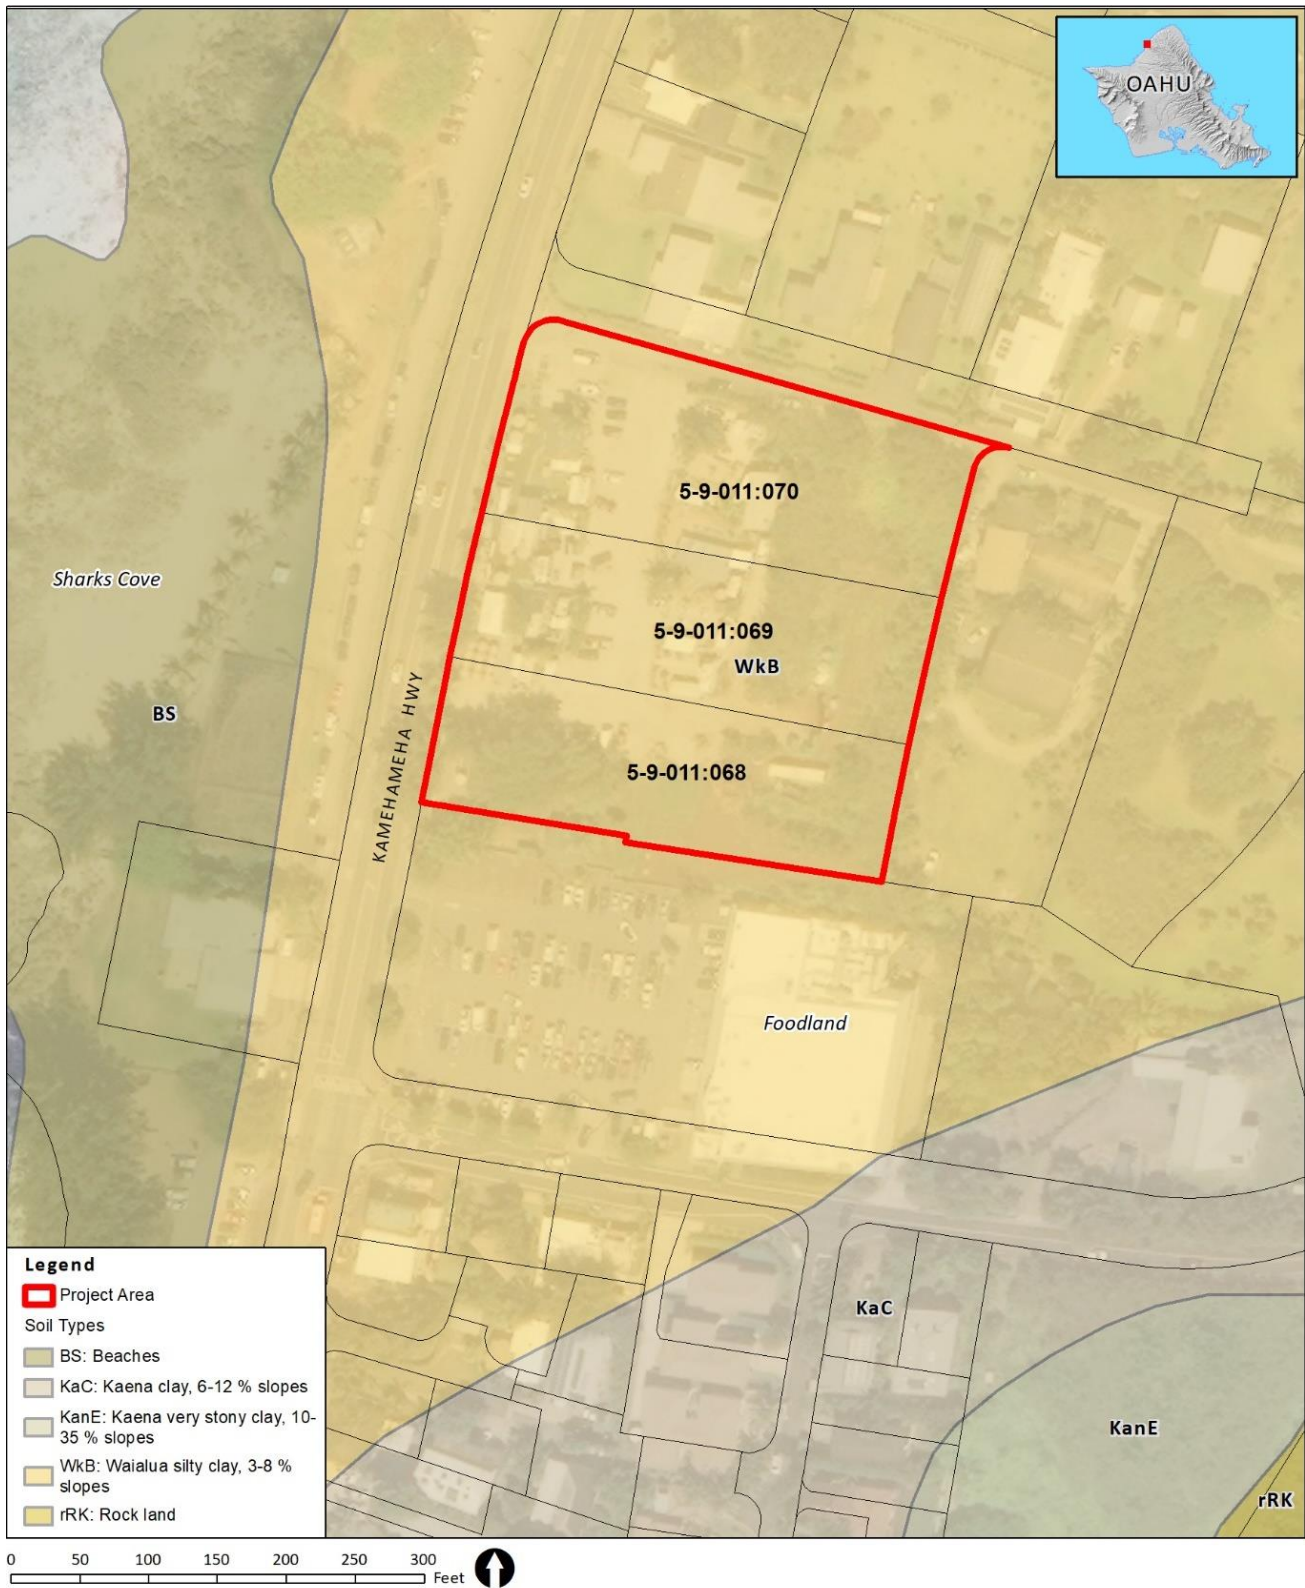 OAHU
5-9-011:070
Sharks Cove
5-9-011:069
WkB
BS
KAMEHAMEHA HWY
5-9-011:068
Foodland
KaC
KanE
rRK
Legend
Project Area
Soil Types
BS: Beaches
KaC: Kaena clay, 6-12 % slopes
KanE: Kaena very stony clay, 10-
35 % slopes
WkB: Waialua silty clay, 3-8 %
slopes
rRK: Rock land
0 50 100 150 200 250 300
Feet